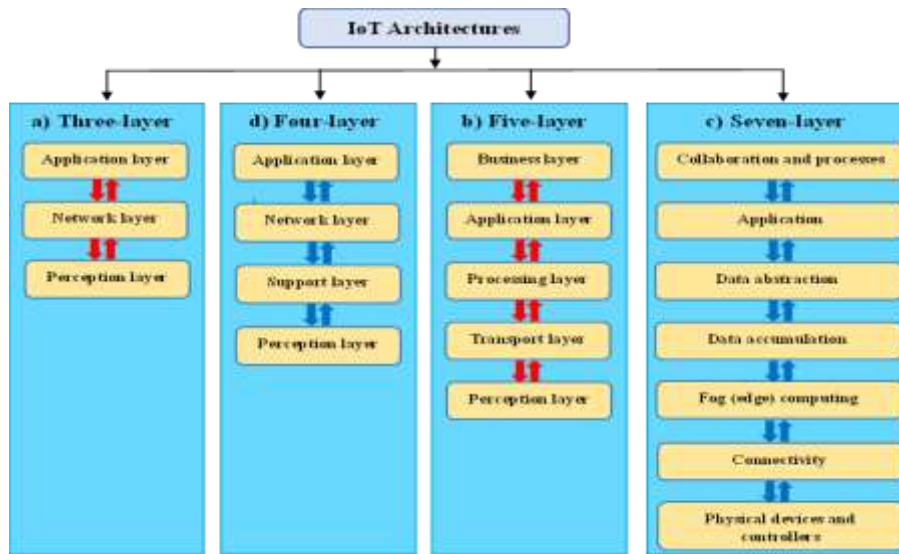 IoT Architectures
a) Three-layer
Application layer
Network layer
Perception layer
d) Four-layer
Application layer
Network layer
Support layer
Perception layer
b) Five-layer
Business layer
Application layer
Processing layer
Transport layer
Perception layer
c) Seven-layer
Collaboration and processes
Application
Data abstraction
Data accumulation
Fog (edge) computing
Connectivity
Physical devices and
controllers